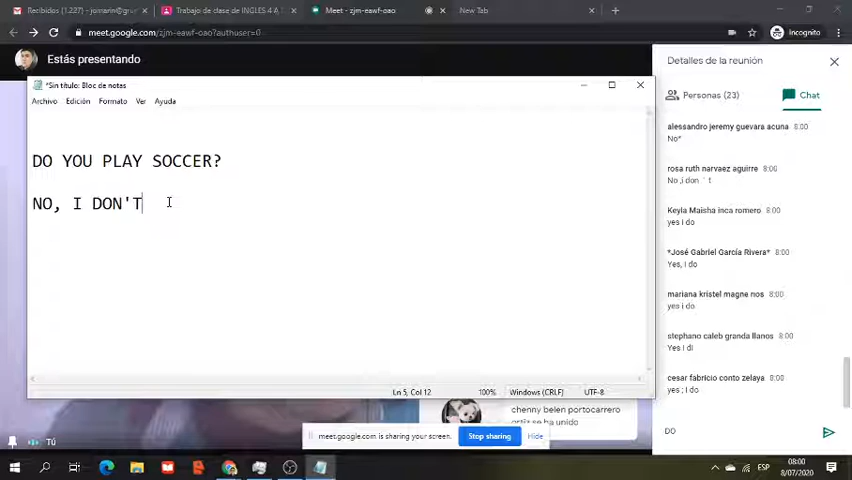 Recibidos (1.227) - jomarin@grup
Trabajo de clase de INGLES 4 A
Meet - zjm-eawf-oao
New Tab
meet.google.com/zjm-eawf-oao?authuser=0
Incognito
Estás presentando
*Sin título: Bloc de notas
Archivo Edición Formato Ver Ayuda
DO YOU PLAY SOCCER?
NO, I DON'T
Ln 5, Col 12 100% Windows (CRLF) UTF-8
Detalles de la reunión
Personas (23) Chat
alessandro jeremy guevara acuna 8:00
No*
rosa ruth narvaez aguirre 8:00
No ,i don ´ t
Keyla Maisha inca romero 8:00
yes i do
*José Gabriel García Rivera* 8:00
Yes, i do
mariana kristel magne nos 8:00
yes i do
stephano caleb granda llanos 8:00
Yes I di
cesar fabricio conto zelaya 8:00
yes ; i do
DO
chenny belen portocarrero
ortiz se ha unido
Tú
meet.google.com is sharing your screen. Stop sharing Hide
ESP
08:00
8/07/2020